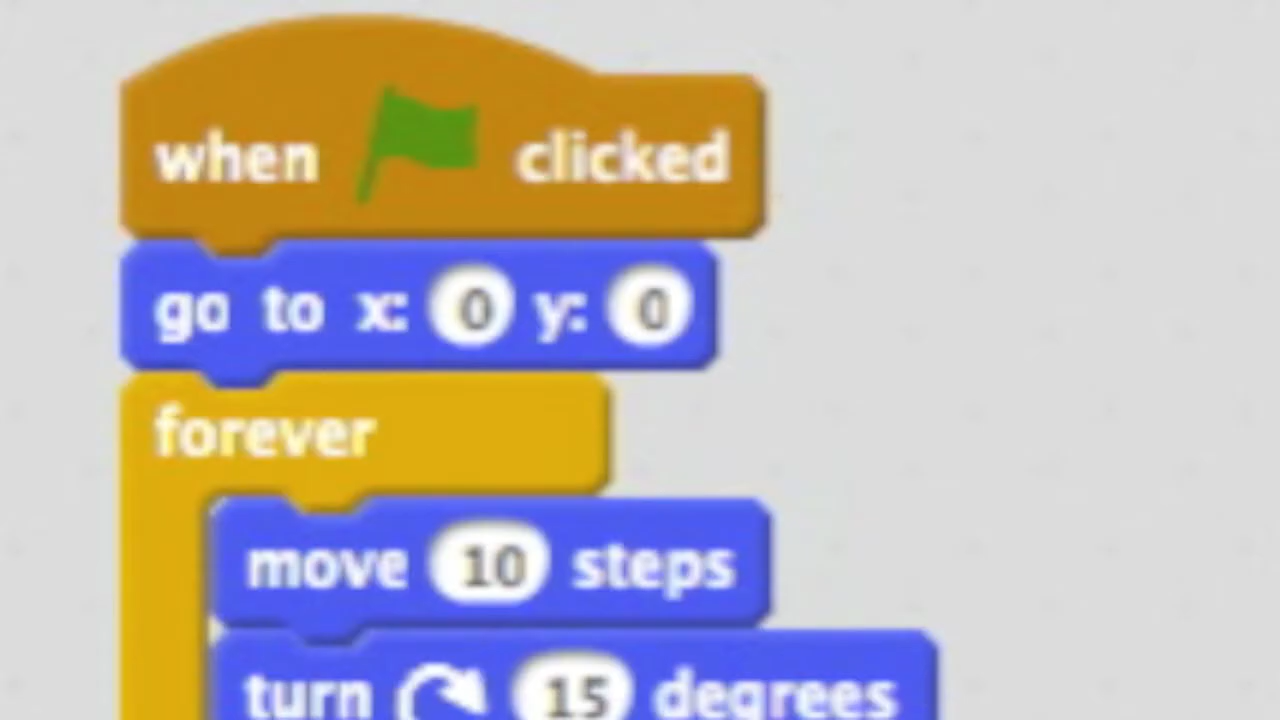 when clicked
go to x: 0 y: 0
forever
move 10 steps
turn 15 degrees